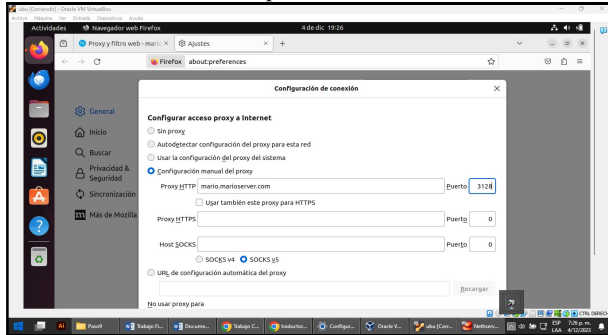 ubu [Corriendo] - Oracle VM VirtualBox
Archivo Máquina Ver Entrada Dispositivos Ayuda
Actividades Navegador web Firefox 4 de dic 19:26
Proxy y filtro web - mario × Ajustes × +
Firefox about:preferences
Configuración de conexión
General
Inicio
Buscar
Privacidad &
Seguridad
Sincronización
Más de Mozilla
Configurar acceso proxy a Internet
Sin proxy
Autodetectar configuración del proxy para esta red
Usar la configuración del proxy del sistema
Configuración manual del proxy
Proxy HTTP mario.marioserver.com Puerto 3128
Usar también este proxy para HTTPS
Proxy HTTPS Puerto 0
Host SOCKS Puerto 0
SOCKS v4 SOCKS v5
URL de configuración automática del proxy
Recargar
No usar proxy para
CTRL DERECHA
Paso9 Trabajo Fi... Docume... Trabajo C... traductor... Configur... Oracle V... ubu [Corr... Nethserv...
ESP 7:26 p. m.
LAA 4/12/2023